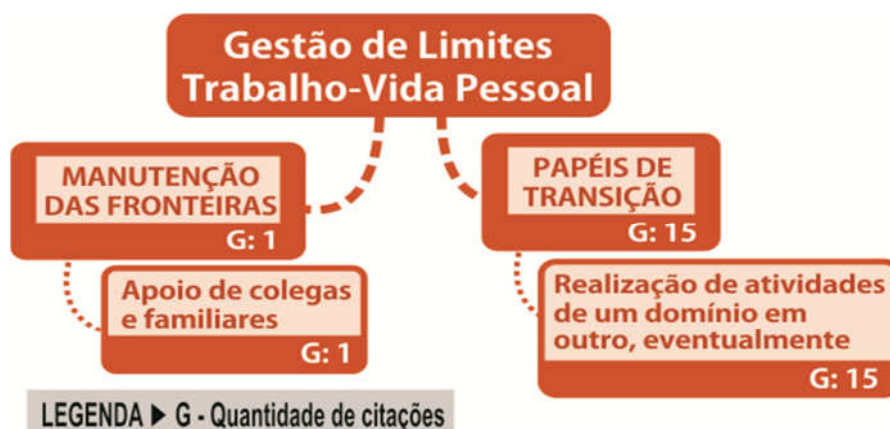 Gestão de Limites
Trabalho-Vida Pessoal
MANUTENÇÃO
DAS FRONTEIRAS
G: 1
Apoio de colegas
e familiares
G: 1
PAPÉIS DE
TRANSIÇÃO
G: 15
Realização de atividades
de um domínio em
outro, eventualmente
G: 15
LEGENDA ▶ G - Quantidade de citações